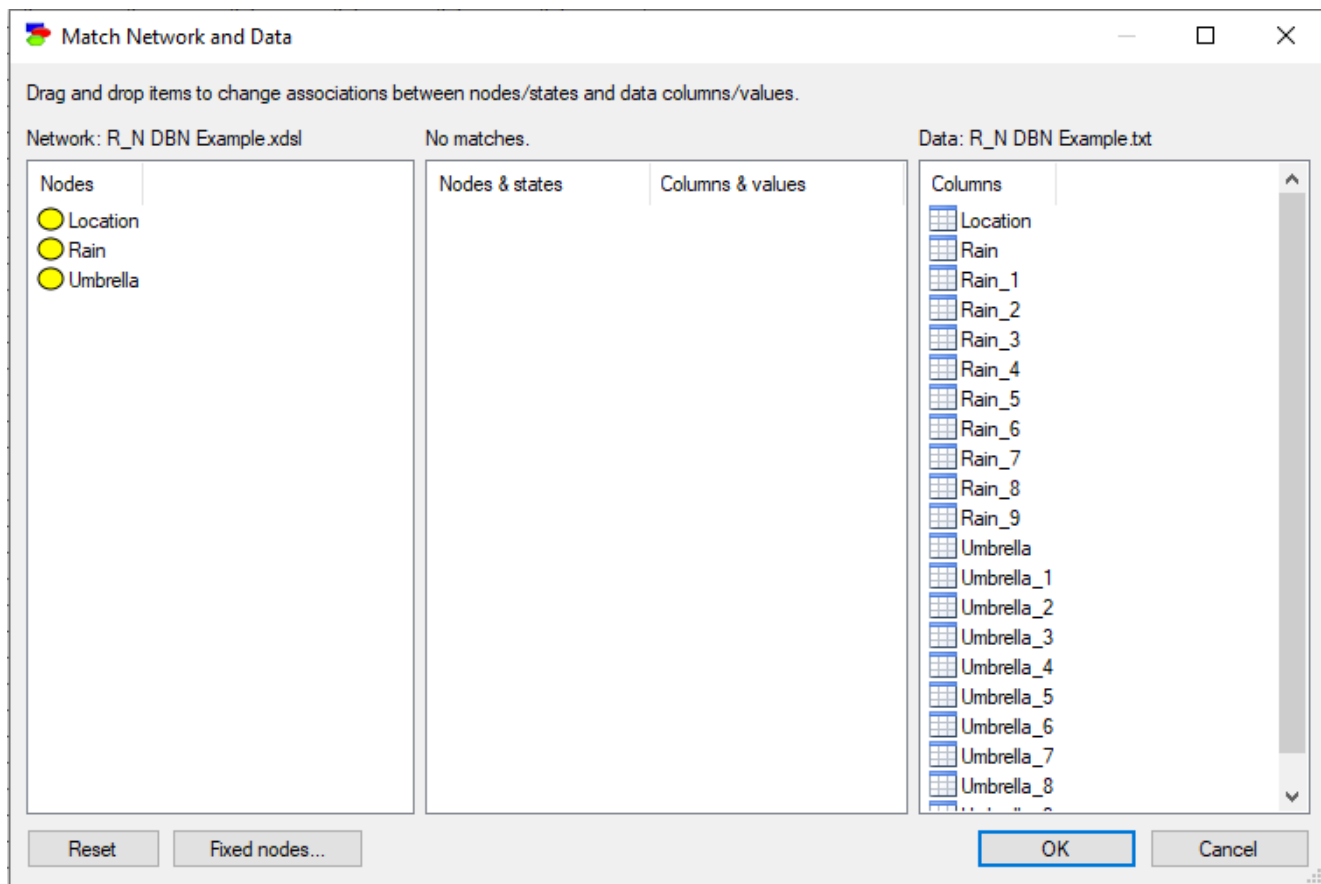 Match Network and Data
Drag and drop items to change associations between nodes/states and data columns/values.
Network: R_N DBN Example.xdsl
No matches.
Data: R_N DBN Example.txt
Nodes
Location
Rain
Umbrella
Nodes & states
Columns & values
Columns
Location
Rain
Rain_1
Rain_2
Rain_3
Rain_4
Rain_5
Rain_6
Rain_7
Rain_8
Rain_9
Umbrella
Umbrella_1
Umbrella_2
Umbrella_3
Umbrella_4
Umbrella_5
Umbrella_6
Umbrella_7
Umbrella_8
Reset
Fixed nodes...
OK
Cancel